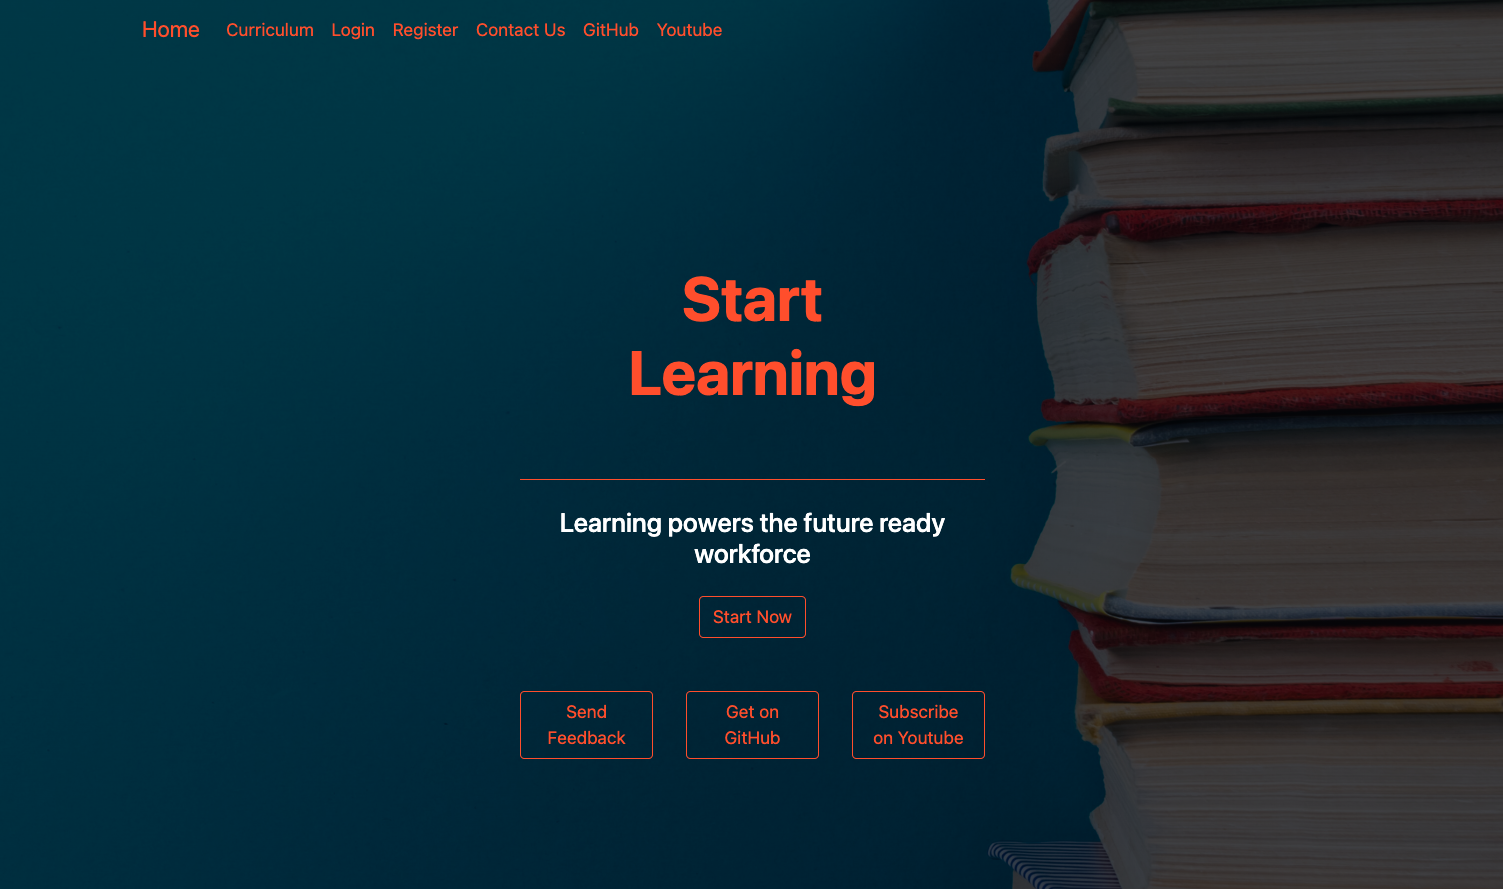 Home Curriculum Login Register Contact Us GitHub Youtube
Start
Learning
Learning powers the future ready
workforce
Start Now
Send
Feedback
Get on
GitHub
Subscribe
on Youtube